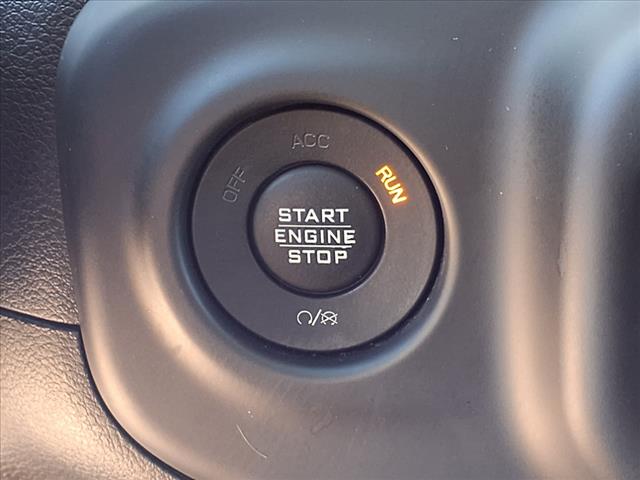 ACC
OFF
RUN
START
ENGINE
STOP